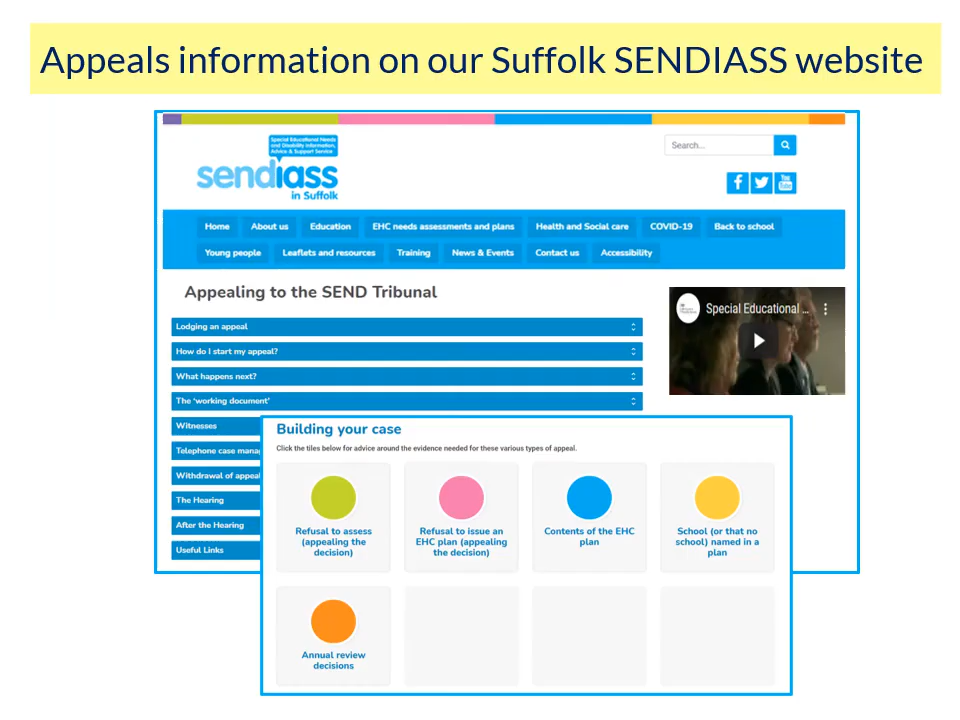 Appeals information on our Suffolk SENDIASS website
Special Educational Needs
and Disability Information,
Advice & Support Service
sendiass
in Suffolk
Search...
You
Tube
Home About us Education EHC needs assessments and plans Health and Social care COVID-19 Back to school
Young people Leaflets and resources Training News & Events Contact us Accessibility
Appealing to the SEND Tribunal
Special Educational ...
Lodging an appeal
How do I start my appeal?
What happens next?
The 'working document'
Witnesses
Telephone case mana
Withdrawal of appeal
The Hearing
After the Hearing
Useful Links
Building your case
Click the tiles below for advice around the evidence needed for these various types of appeal.
Refusal to assess
(appealing the
decision)
Refusal to issue an
EHC plan (appealing
the decision)
Contents of the EHC
plan
School (or that no
school) named in a
plan
Annual review
decisions